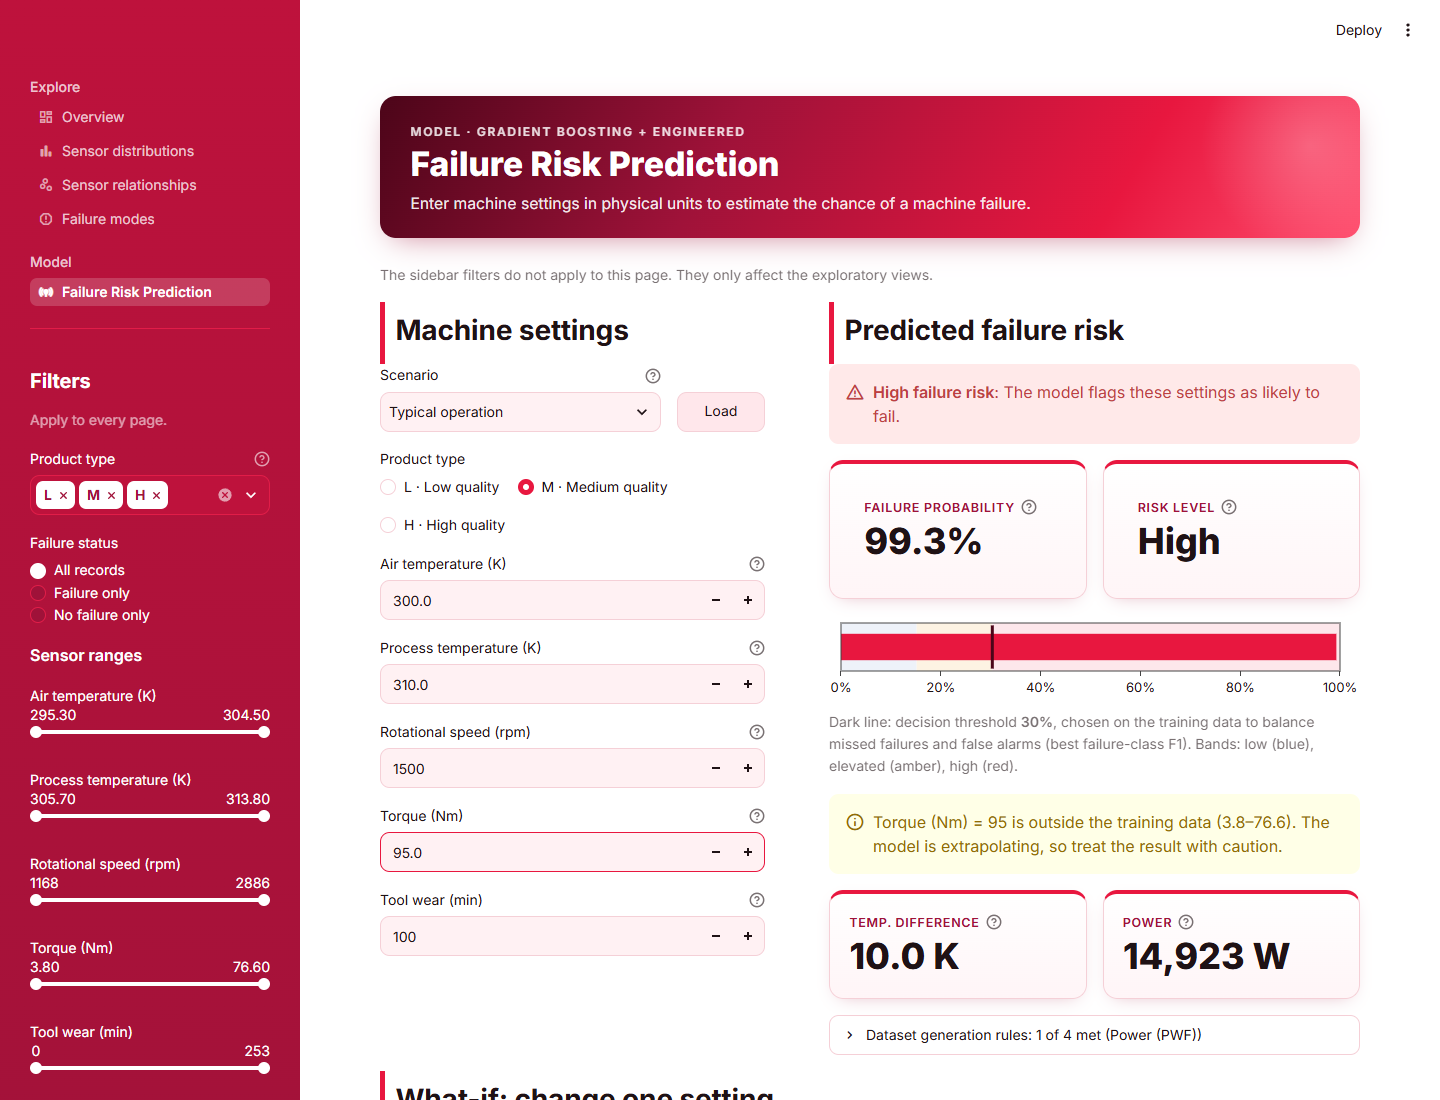 Deploy
Explore
Overview
Sensor distributions
Sensor relationships
Failure modes
Model
Failure Risk Prediction
Filters
Apply to every page.
Product type
L × M × H ×
Failure status
All records
Failure only
No failure only
Sensor ranges
Air temperature (K)
295.30 304.50
Process temperature (K)
305.70 313.80
Rotational speed (rpm)
1168 2886
Torque (Nm)
3.80 76.60
Tool wear (min)
0 253
MODEL · GRADIENT BOOSTING + ENGINEERED
Failure Risk Prediction
Enter machine settings in physical units to estimate the chance of a machine failure.
The sidebar filters do not apply to this page. They only affect the exploratory views.
Machine settings
Scenario
Typical operation
Load
Product type
L · Low quality
M · Medium quality
H · High quality
Air temperature (K)
300.0
Process temperature (K)
310.0
Rotational speed (rpm)
1500
Torque (Nm)
95.0
Tool wear (min)
100
Predicted failure risk
High failure risk: The model flags these settings as likely to
fail.
FAILURE PROBABILITY
99.3%
RISK LEVEL
High
0% 20% 40% 60% 80% 100%
Dark line: decision threshold 30%, chosen on the training data to balance
missed failures and false alarms (best failure-class F1). Bands: low (blue),
elevated (amber), high (red).
Torque (Nm) = 95 is outside the training data (3.8–76.6). The
model is extrapolating, so treat the result with caution.
TEMP. DIFFERENCE
10.0 K
POWER
14,923 W
Dataset generation rules: 1 of 4 met (Power (PWF))
What-if: change one setting